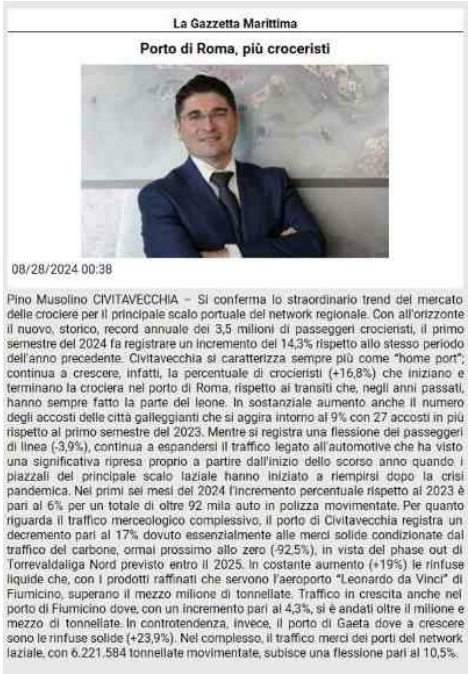 La Gazzetta Marittima
Porto di Roma, più croceristi
08/28/2024 00:38
Pino Musolino CIVITAVECCHIA – Si conferma lo straordinario trend del mercato
delle crociere per il principale scalo portuale del network regionale. Con all'orizzonte
il nuovo, storico, record annuale dei 3,5 milioni di passeggeri crocieristi, il primo
semestre del 2024 fa registrare un incremento del 14,3% rispetto allo stesso periodo
dell'anno precedente. Civitavecchia si caratterizza sempre più come “home port”;
continua a crescere, infatti, la percentuale di crocieristi (+16,8%) che iniziano e
terminano la crociera nel porto di Roma, rispetto ai transiti che, negli anni passati,
hanno sempre fatto la parte del leone. In sostanziale aumento anche il numero
degli accosti delle città galleggianti che si aggira intorno al 9% con 27 accosti in più
rispetto al primo semestre del 2023. Mentre si registra una flessione dei passeggeri
di linea (-3,9%), continua a espandersi il traffico legato all'automotive che ha visto
una significativa ripresa proprio a partire dall'inizio dello scorso anno quando i
piazzali del principale scalo laziale hanno iniziato a riempirsi dopo la crisi
pandemica. Nei primi sei mesi del 2024 l'incremento percentuale rispetto al 2023 è
pari al 6% per un totale di oltre 92 mila auto in polizza movimentate. Per quanto
riguarda il traffico merceologico complessivo, il porto di Civitavecchia registra un
decremento pari al 17% dovuto essenzialmente alle merci solide condizionate dal
traffico del carbone, ormai prossimo allo zero (-92,5%), in vista del phase out di
Torrevaldaliga Nord previsto entro il 2025. In costante aumento (+19%) le rinfuse
liquide che, con i prodotti raffinati che servono l'aeroporto “Leonardo da Vinci” di
Fiumicino, superano il mezzo milione di tonnellate. Traffico in crescita anche nel
porto di Fiumicino dove, con un incremento pari al 4,3%, si è andati oltre il milione e
mezzo di tonnellate. In controtendenza, invece, il porto di Gaeta dove a crescere
sono le rinfuse solide (+23,9%). Nel complesso, il traffico merci dei porti del network
laziale, con 6.221.584 tonnellate movimentate, subisce una flessione pari al 10,5%.